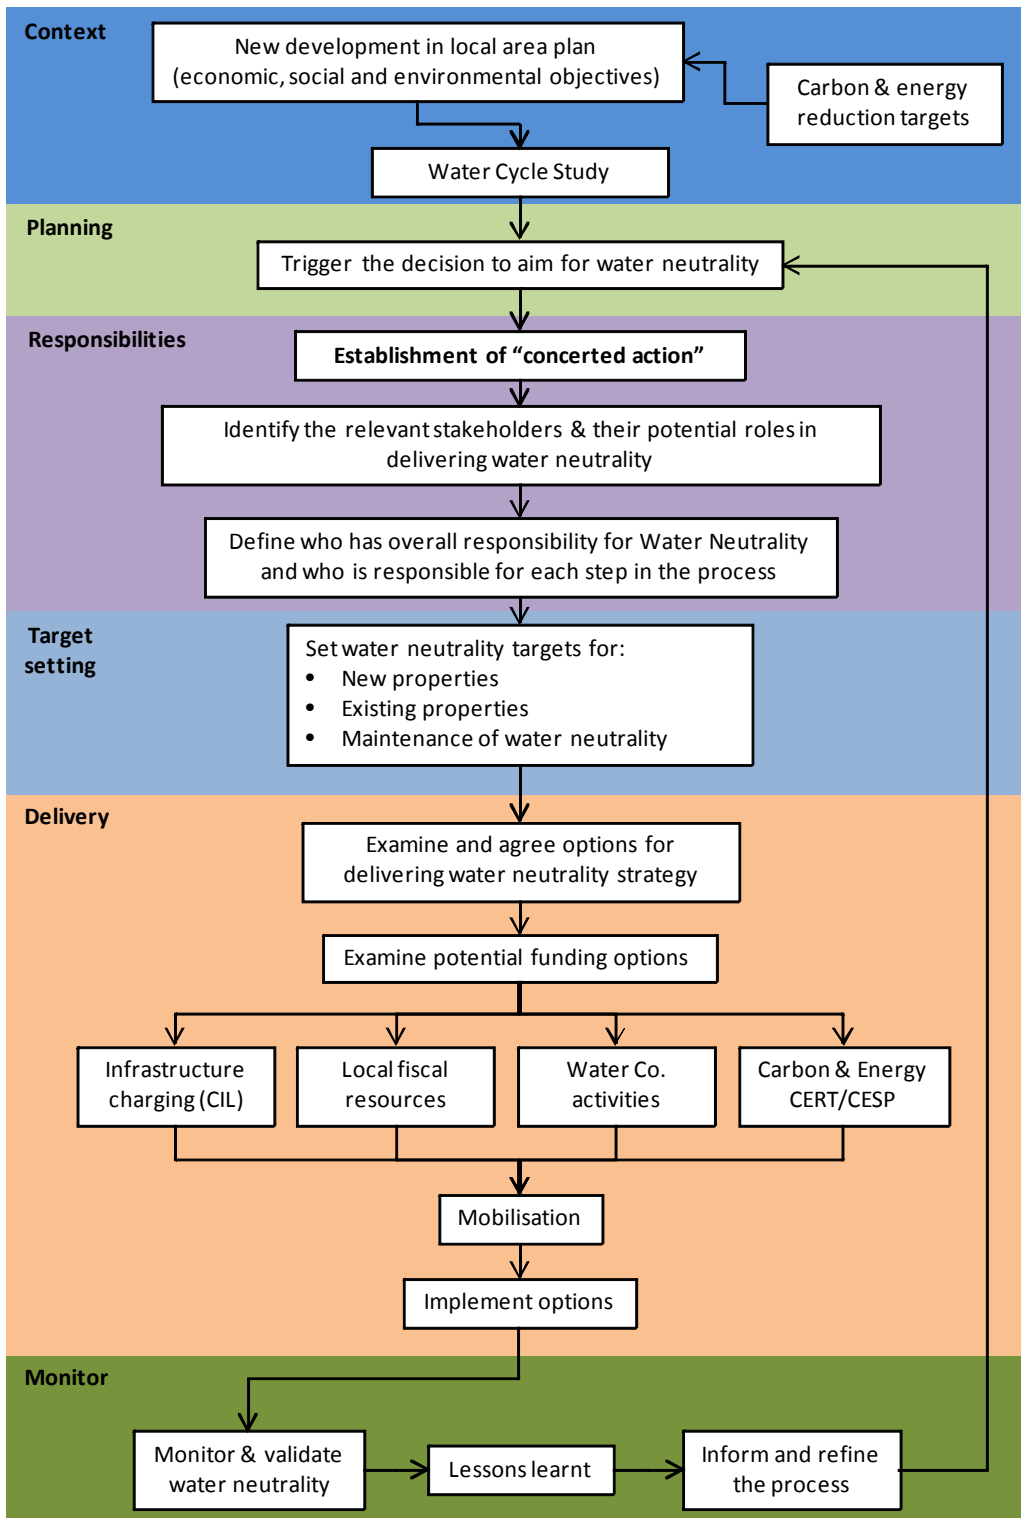 Context
New development in local area plan
(economic, social and environmental objectives)
Carbon & energy
reduction targets
Water Cycle Study
Planning
Trigger the decision to aim for water neutrality
Responsibilities
Establishment of “concerted action”
Identify the relevant stakeholders & their potential roles in
delivering water neutrality
Define who has overall responsibility for Water Neutrality
and who is responsible for each step in the process
Target
setting
Set water neutrality targets for:
• New properties
• Existing properties
• Maintenance of water neutrality
Delivery
Examine and agree options for
delivering water neutrality strategy
Examine potential funding options
Infrastructure
charging (CIL)
Local fiscal
resources
Water Co.
activities
Carbon & Energy
CERT/CESP
Mobilisation
Implement options
Monitor
Monitor & validate
water neutrality
Lessons learnt
Inform and refine
the process